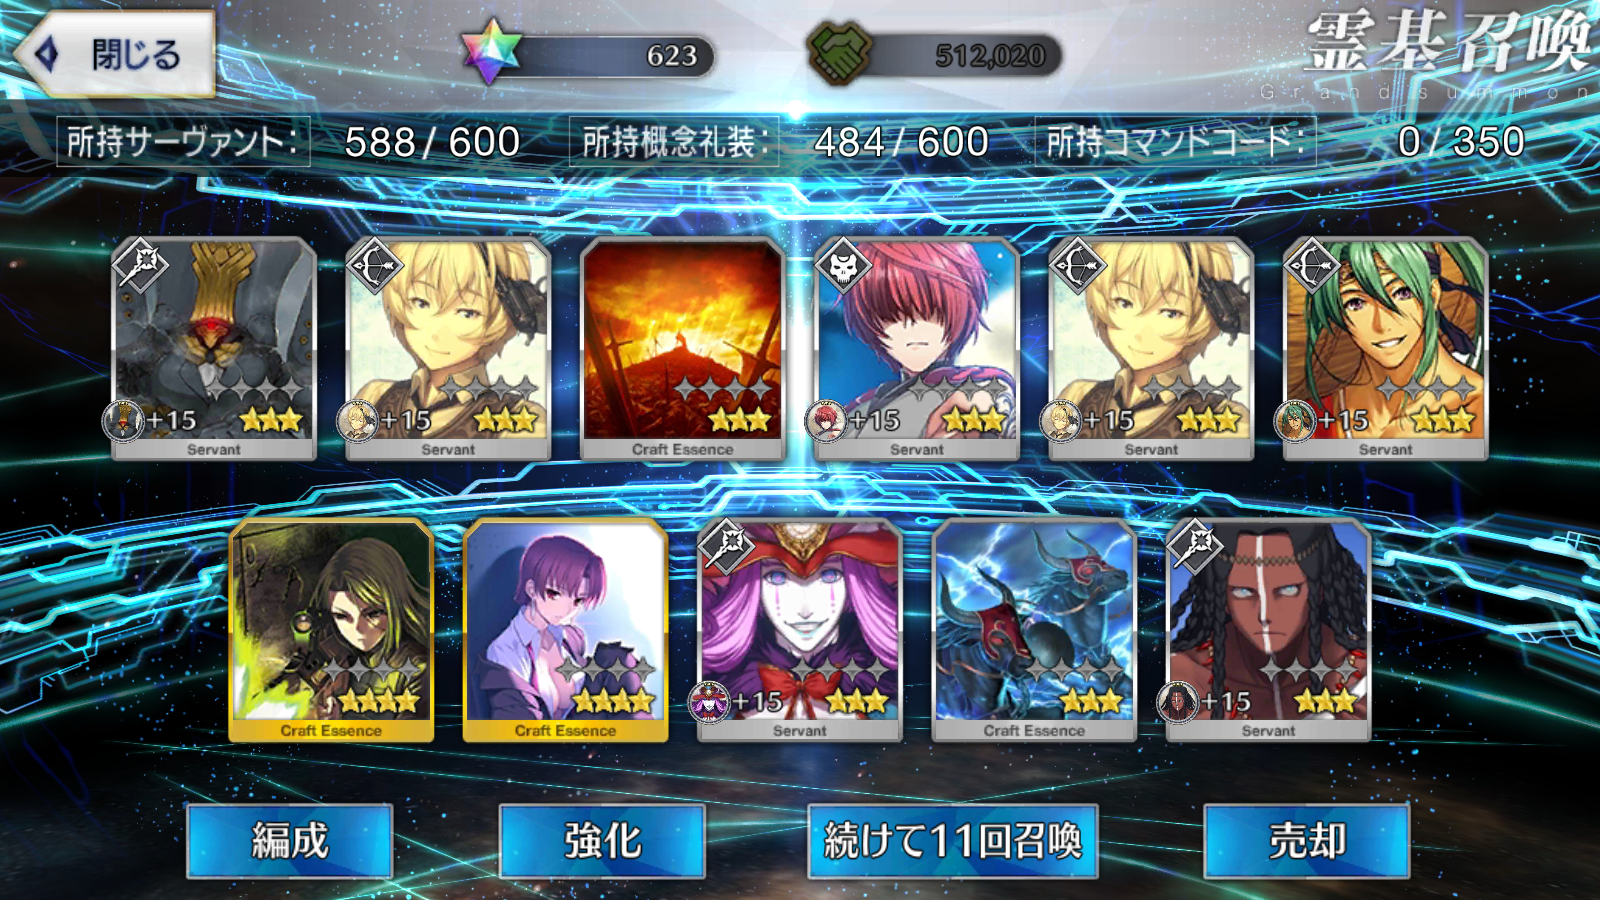 閉じる
623
512,020
霊基召喚
Grand summon
所持サーヴァント: 588 / 600
所持概念礼装: 484 / 600
所持コマンドコード: 0 / 350
+15
Servant
+15
Servant
Craft Essence
+15
Servant
+15
Servant
+15
Servant
Craft Essence
Craft Essence
+15
Servant
Craft Essence
+15
Servant
編成
強化
続けて11回召喚
売却